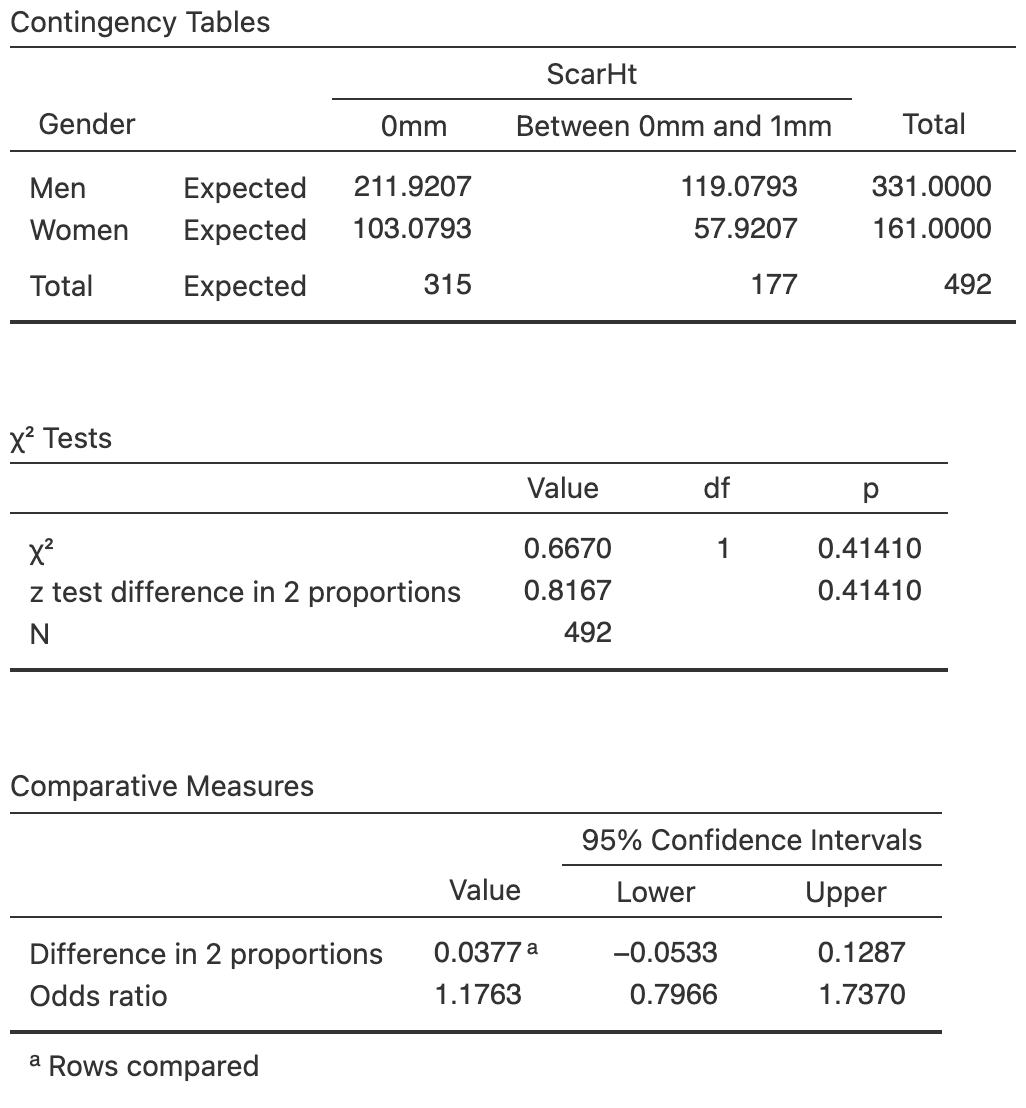 Contingency Tables
ScarHt
Gender 0mm Between 0mm and 1mm Total
Men Expected 211.9207 119.0793 331.0000
Women Expected 103.0793 57.9207 161.0000
Total Expected 315 177 492
χ² Tests
Value df p
χ² 0.6670 1 0.41410
z test difference in 2 proportions 0.8167 0.41410
N 492
Comparative Measures
95% Confidence Intervals
Value Lower Upper
Difference in 2 proportions 0.0377 ᵃ −0.0533 0.1287
Odds ratio 1.1763 0.7966 1.7370
ᵃ Rows compared